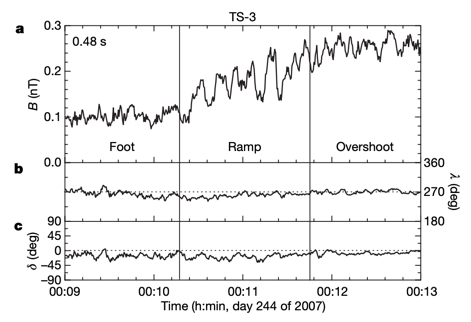 TS-3
a
0.3
0.48 s
0.2
B (nT)
0.1
Foot
Ramp
Overshoot
0.0
360
b
270
λ (deg)
c
90
180
45
δ (deg)
0
−45
−90
00:09
00:10
00:11
00:12
00:13
Time (h:min, day 244 of 2007)